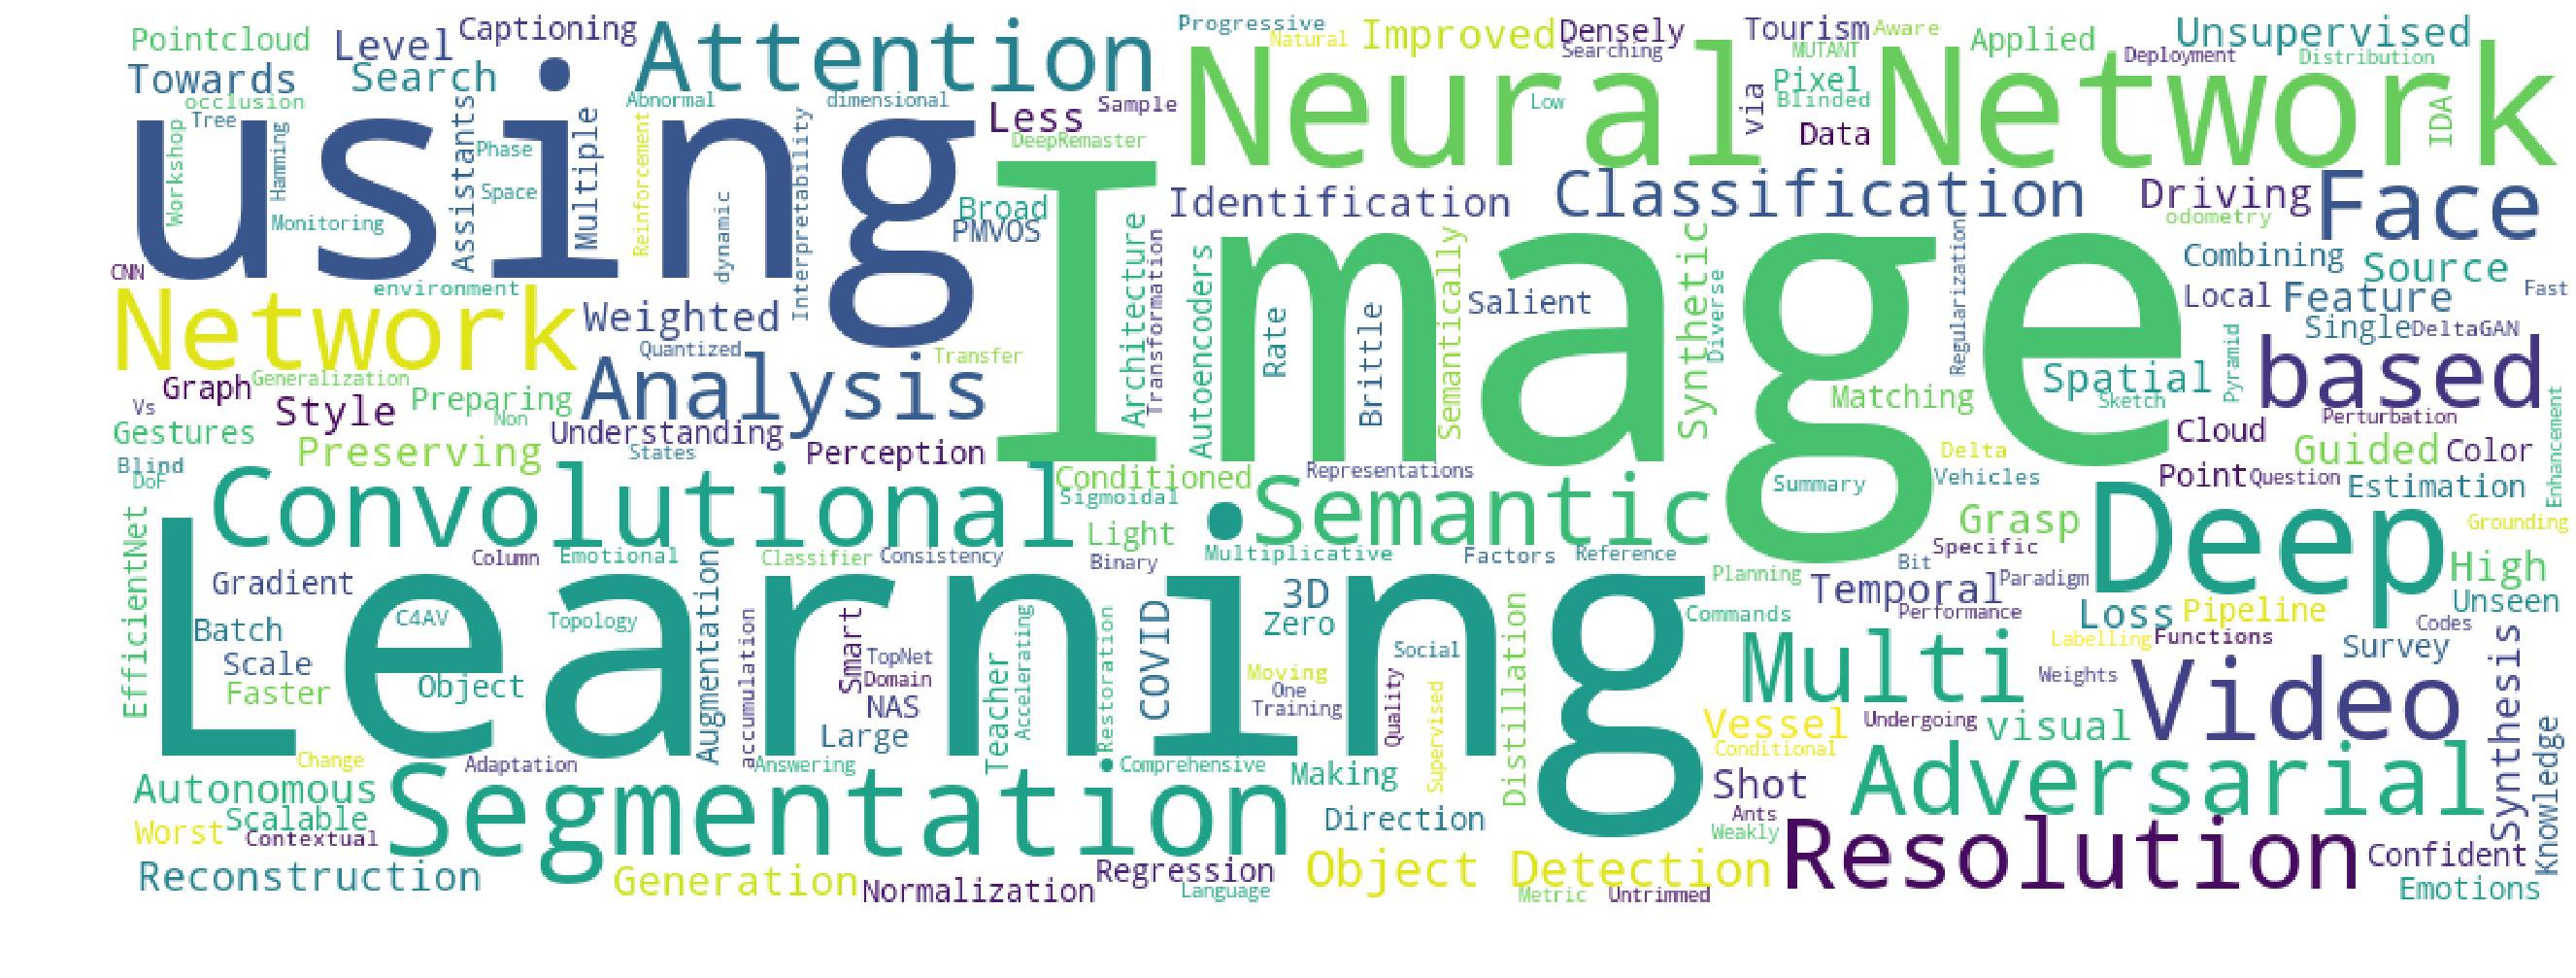 Pointcloud
Level
Captioning
Attention
Progressive
Natural
Improved
Densely
Searching
Tourism
Aware
MUTANT
Applied
Unsupervised
Deployment
Distribution
Towards
Search
occlusion
Tree
Workshop
Hamming
using
Assistants
Phase
Space
Multiple
Abnormal
Reinforcement
dimensional
dynamic
Interpretability
Less
Sample
DeepRemaster
Neural
Low
via
Pixel
Blinded
Data
Network
IDA
Monitoring
CNN
environment
Broad
PMVOS
Identification
Classification
Driving
odometry
Face
Image
Architecture
Transformation
Autoencoders
Rate
Brittle
Semantically
Salient
Synthetic
Diverse
Regularization
Combining
Source
Local
Feature
Fast
Network
Weighted
Quantized
Transfer
Single
DeltaGAN
Graph
Generalization
Analysis
Matching
Spatial
Sketch
Pyramid
based
Vs
Style
Preparing
Non
Gestures
Understanding
Perturbation
Enhancement
Preserving
States
Perception
Cloud
Guided
Color
Blind
DoF
Convolutional
Conditioned
Sigmoidal
Representations
Delta
Vehicles
Summary
Point
Question
Estimation
Semantic
Light
Deep
Grasp
Grounding
EfficientNet
Column
Emotional
Classifier
Consistency
Binary
Multiplicative
Factors
Reference
Specific
Bit
High
Learning
Gradient
Augmentation
3D
Planning
Temporal
Paradigm
Unseen
C4AV
Topology
accumulation
Smart
Accelerating
Restoration
COVID
Zero
Distillation
Commands
Performance
Loss
Pipeline
Codes
Batch
Scale
TopNet
Domain
Teacher
Social
Multi
Labelling
Functions
Survey
Synthesis
Faster
Object
NAS
Moving
One
Training
Quality
Supervised
Weights
Video
Large
Vessel
Undergoing
visual
Conditional
Knowledge
Change
Adaptation
Answering
Comprehensive
Making
Autonomous
Segmentation
Shot
Adversarial
Scalable
Worst
Contextual
Direction
Ants
Weakly
Resolution
Reconstruction
Generation
Normalization
Regression
Language
Object
Detection
Metric
Untrimmed
Confident
Emotions